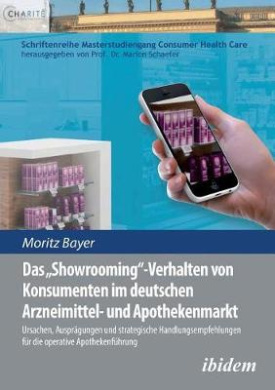 CHARITÉ
Schriftenreihe Masterstudiengang Consumer Health Care
herausgegeben von Prof. Dr. Marion Schaefer
Moritz Bayer
Das „Showrooming"-Verhalten von
Konsumenten im deutschen
Arzneimittel- und Apothekenmarkt
Ursachen, Ausprägungen und strategische Handlungsempfehlungen
für die operative Apothekenführung
ibidem